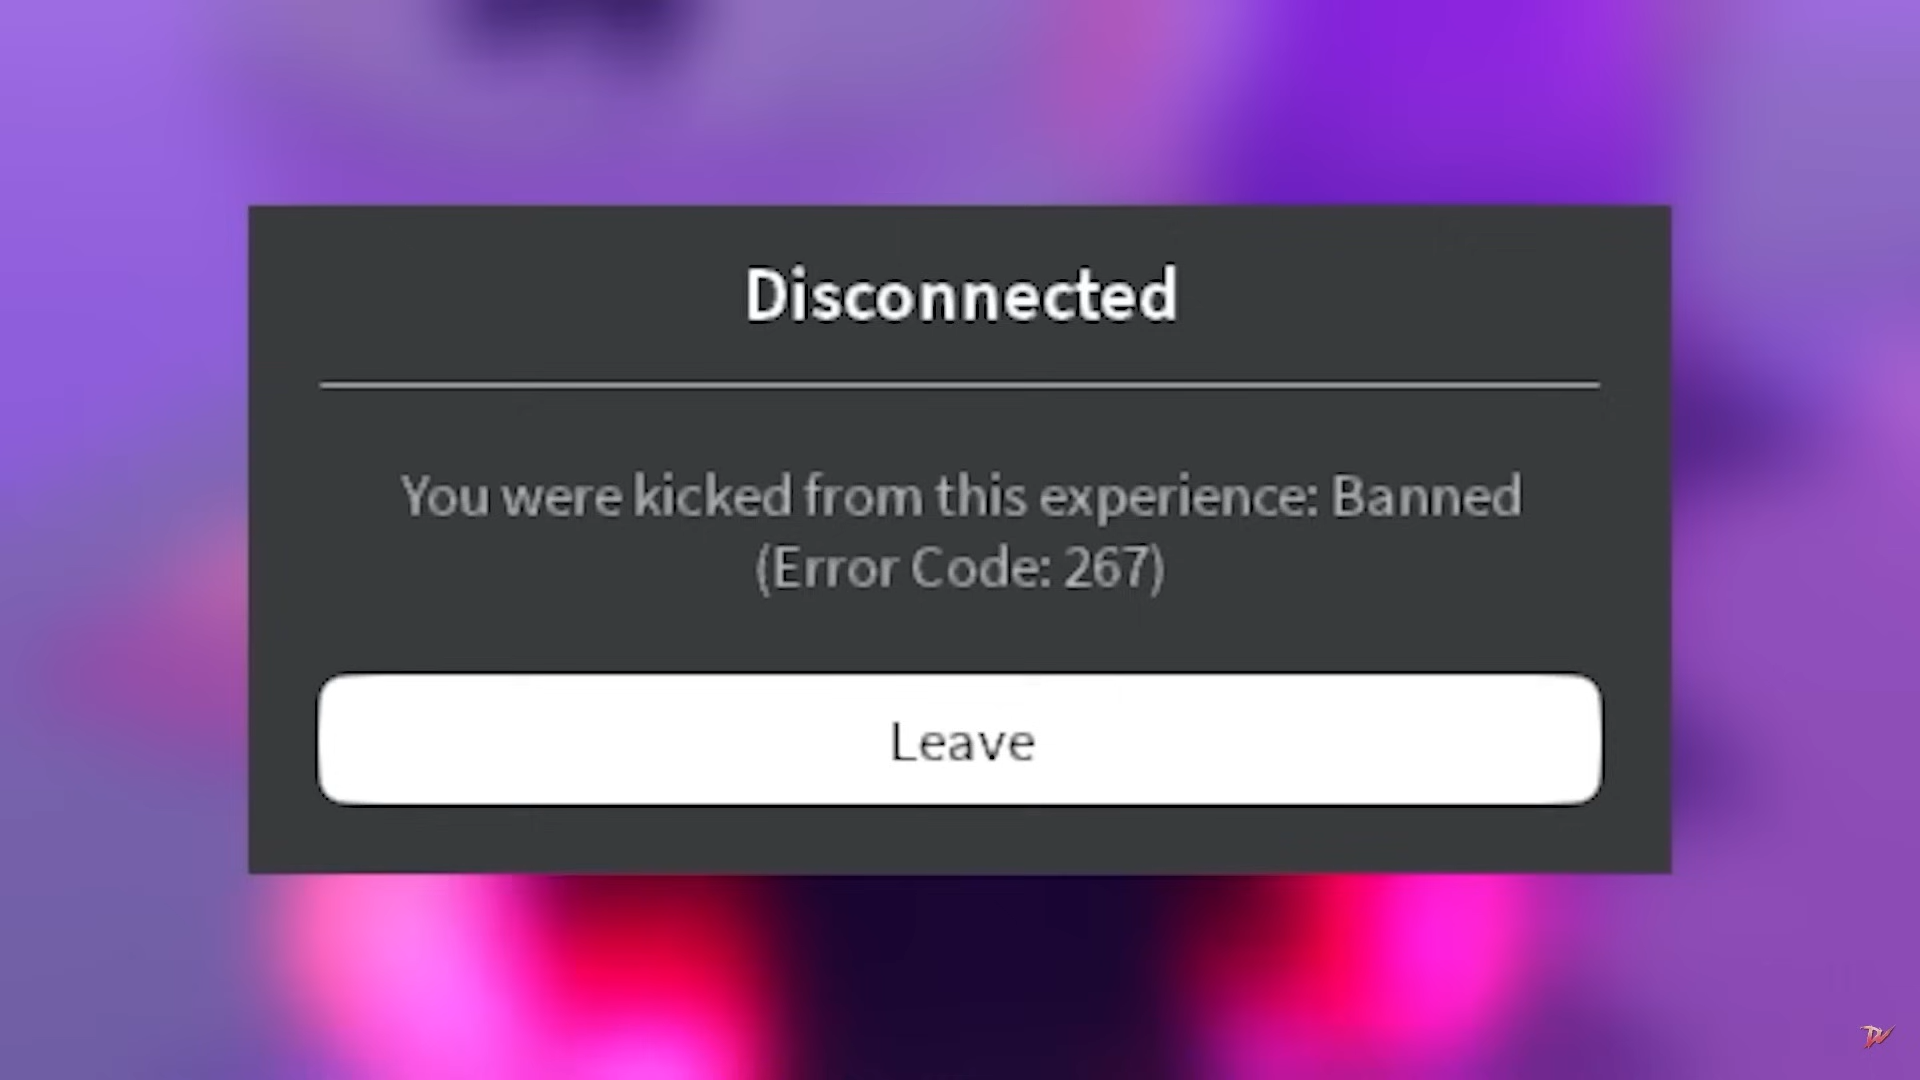 Disconnected
You were kicked from this experience: Banned
(Error Code: 267)
Leave